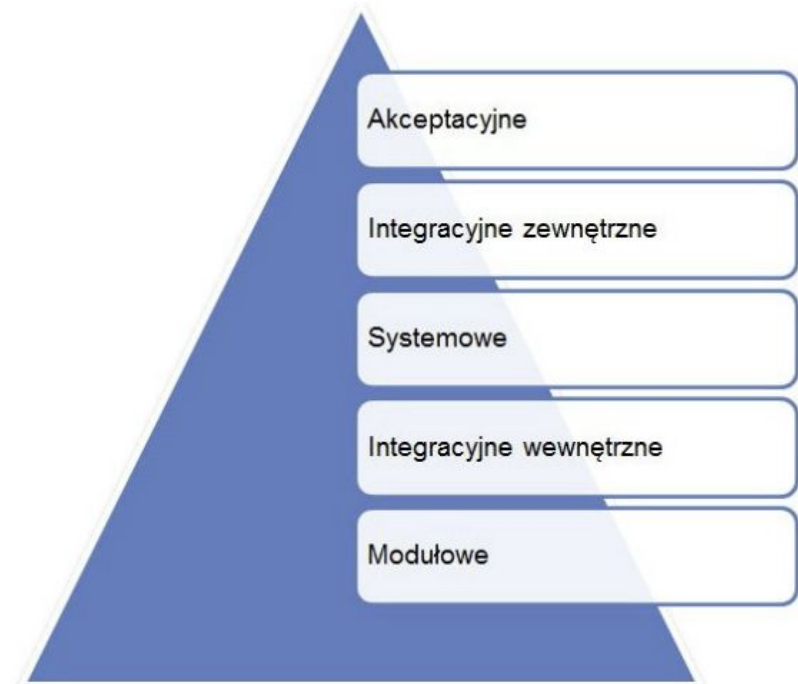 Akceptacyjne
Integracyjne zewnętrzne
Systemowe
Integracyjne wewnętrzne
Modułowe